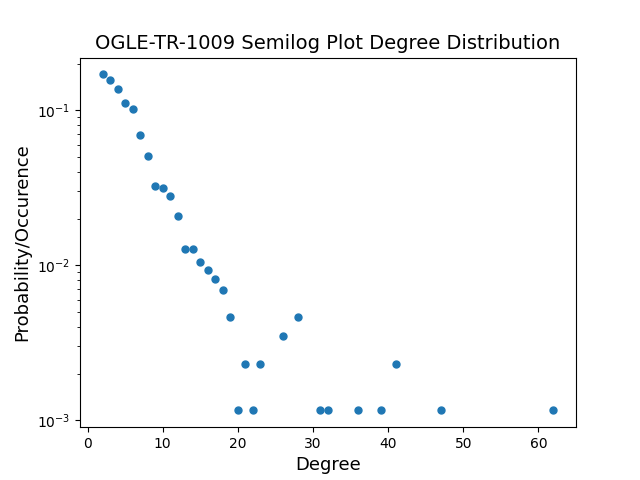 OGLE-TR-1009 Semilog Plot Degree Distribution
Probability/Occurence
10⁻¹
10⁻²
10⁻³
0 10 20 30 40 50 60
Degree